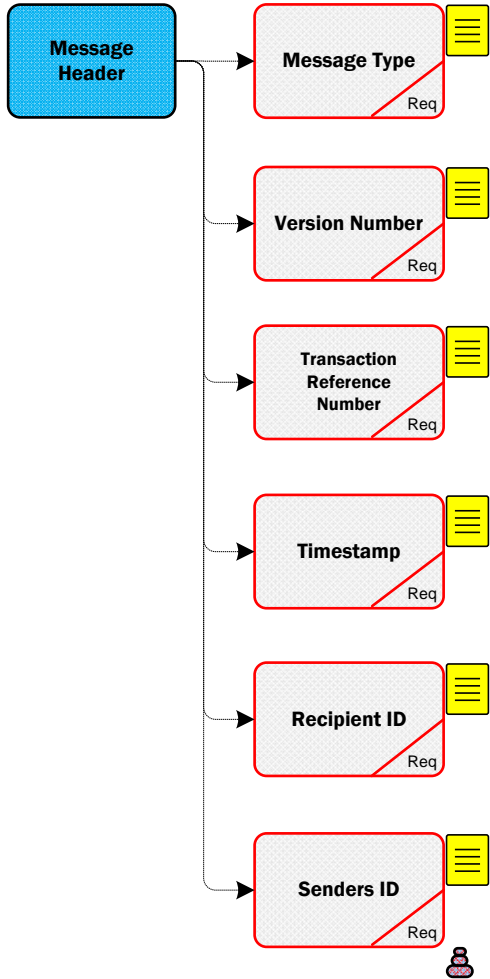 Message
Header
Message Type
Req
Version Number
Req
Transaction
Reference
Number
Req
Timestamp
Req
Recipient ID
Req
Senders ID
Req